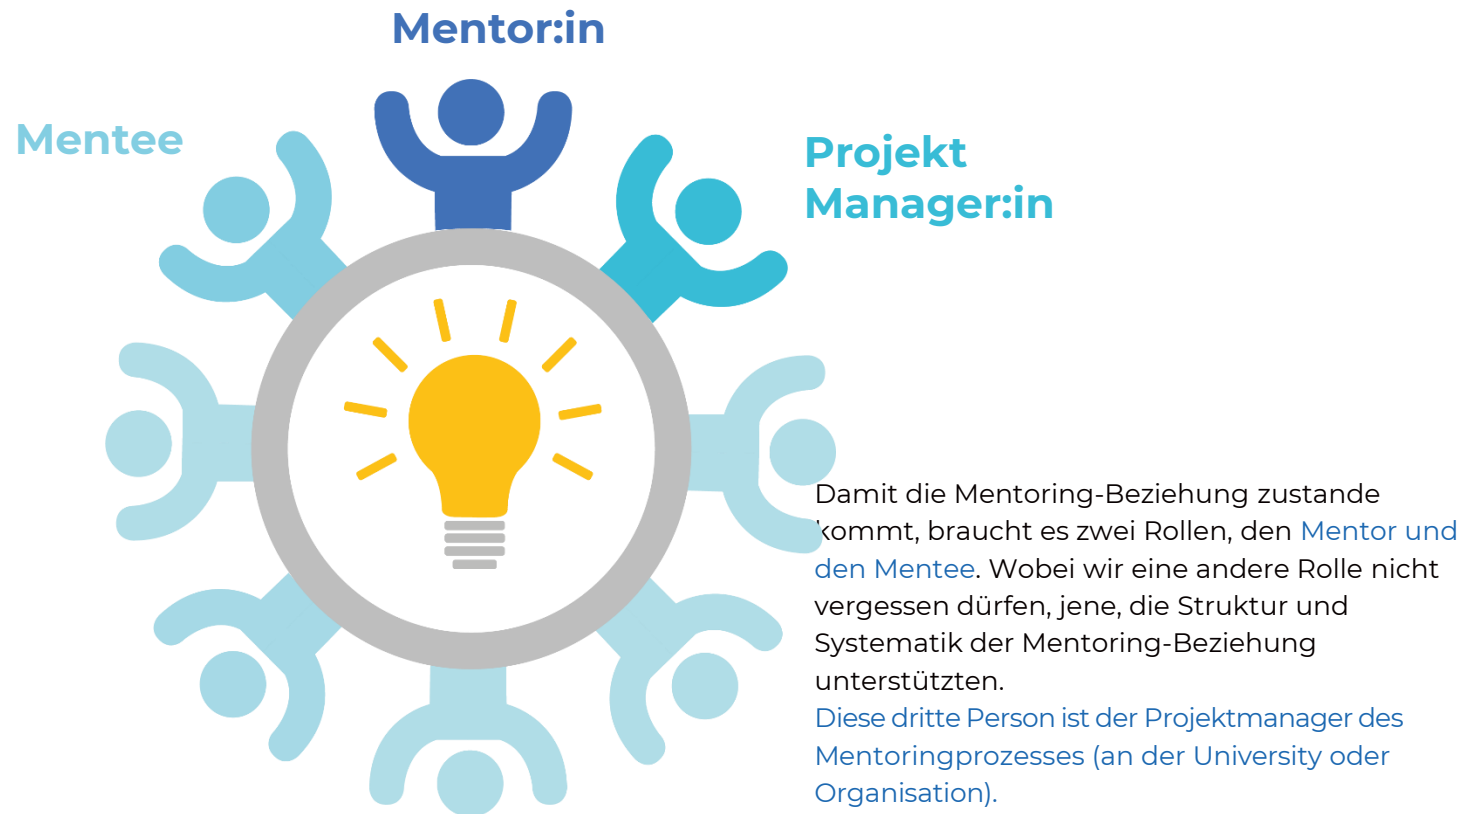 Mentor:in
Mentee
Projekt
Manager:in
Damit die Mentoring-Beziehung zustande
kommt, braucht es zwei Rollen, den Mentor und
den Mentee. Wobei wir eine andere Rolle nicht
vergessen dürfen, jene, die Struktur und
Systematik der Mentoring-Beziehung
unterstützten.
Diese dritte Person ist der Projektmanager des
Mentoringprozesses (an der University oder
Organisation).